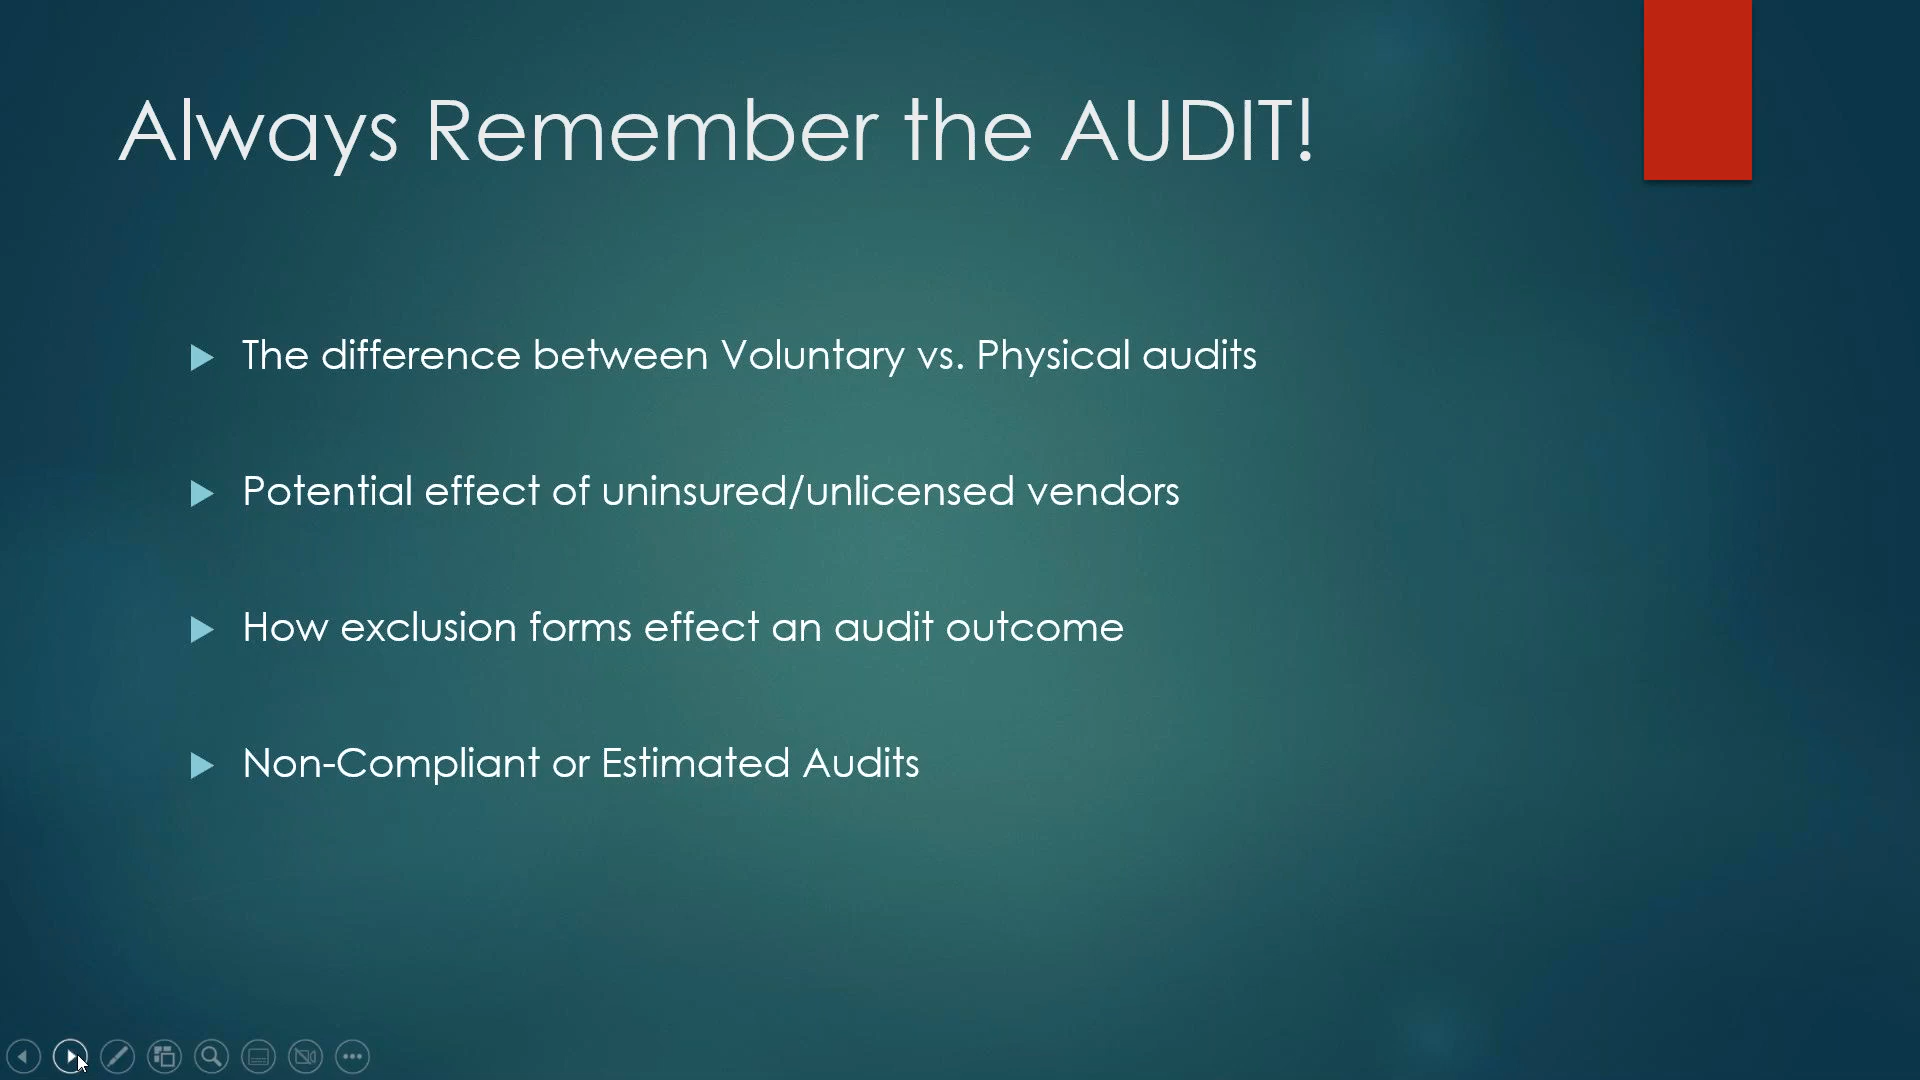 Always Remember the AUDIT!
The difference between Voluntary vs. Physical audits
Potential effect of uninsured/unlicensed vendors
How exclusion forms effect an audit outcome
Non-Compliant or Estimated Audits